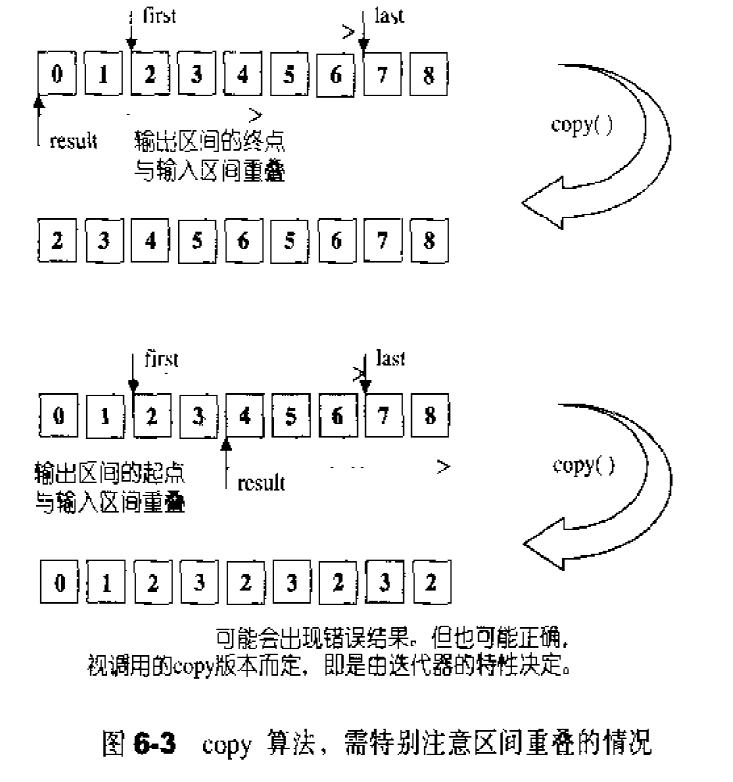 first last
0 1 2 3 4 5 6 7 8
copy( )
result 输出区间的终点
与输入区间重叠
2 3 4 5 6 5 6 7 8
first last
0 1 2 3 4 5 6 7 8
输出区间的起点 result copy( )
与输入区间重叠
0 1 2 3 2 3 2 3 2
可能会出现错误结果。但也可能正确,
视调用的copy版本而定, 即是由迭代器的特性决定。
图 6-3 copy 算法, 需特别注意区间重叠的情况